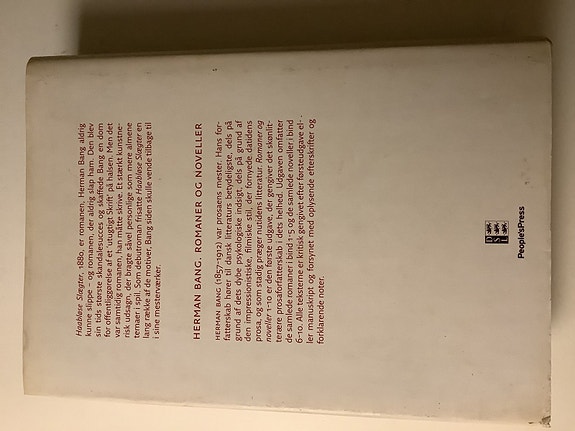 Haabløse Slægter, 1880, er romanen, Herman Bang aldrig
kunne slippe – og romanen, der aldrig slap ham. Den blev
sin tids største skandalesucces og skaffede Bang en dom
for offentliggørelse af et 'utugtigt Skrift' på halsen. Men det
var samtidig romanen, han måtte skrive. Et stærkt kunstne-
risk udsagn, der bragte såvel personlige som mere almene
temaer i spil. Som debutroman frisatte Haabløse Slægter en
lang række af de motiver, Bang siden skulle vende tilbage til
i sine mesterværker.
HERMAN BANG. ROMANER OG NOVELLER
HERMAN BANG (1857-1912) var prosaens mester. Hans for-
fatterskab hører til dansk litteraturs betydeligste, dels på
grund af dets dybe psykologiske indsigt, dels på grund af
den impressionistiske, filmiske stil, der fornyede datidens
prosa, og som stadig præger nutidens litteratur. Romaner og
noveller 1-10 er den første udgave, der gengiver det skønlit-
terære prosaforfatterskab i dets helhed. Udgaven omfatter
de samlede romaner i bind 1-5 og de samlede noveller i bind
6-10. Alle teksterne er kritisk gengivet efter førsteudgave el-
ler manuskript og forsynet med oplysende efterskrifter og
forklarende noter.
D
S
L
People'sPress